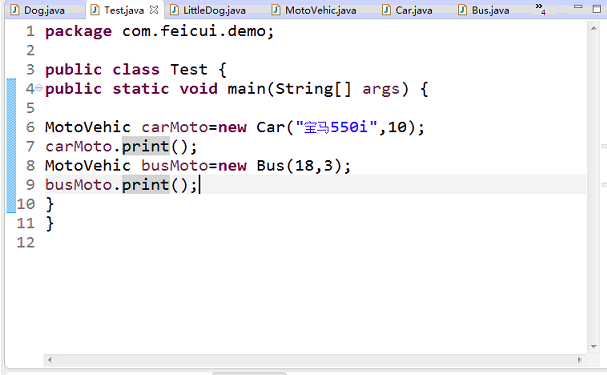 Dog.java Test.java LittleDog.java MotoVehic.java Car.java Bus.java »4
1 package com.feicui.demo;
2
3 public class Test {
4 public static void main(String[] args) {
5
6 MotoVehic carMoto=new Car("宝马550i",10);
7 carMoto.print();
8 MotoVehic busMoto=new Bus(18,3);
9 busMoto.print();
10 }
11 }
12